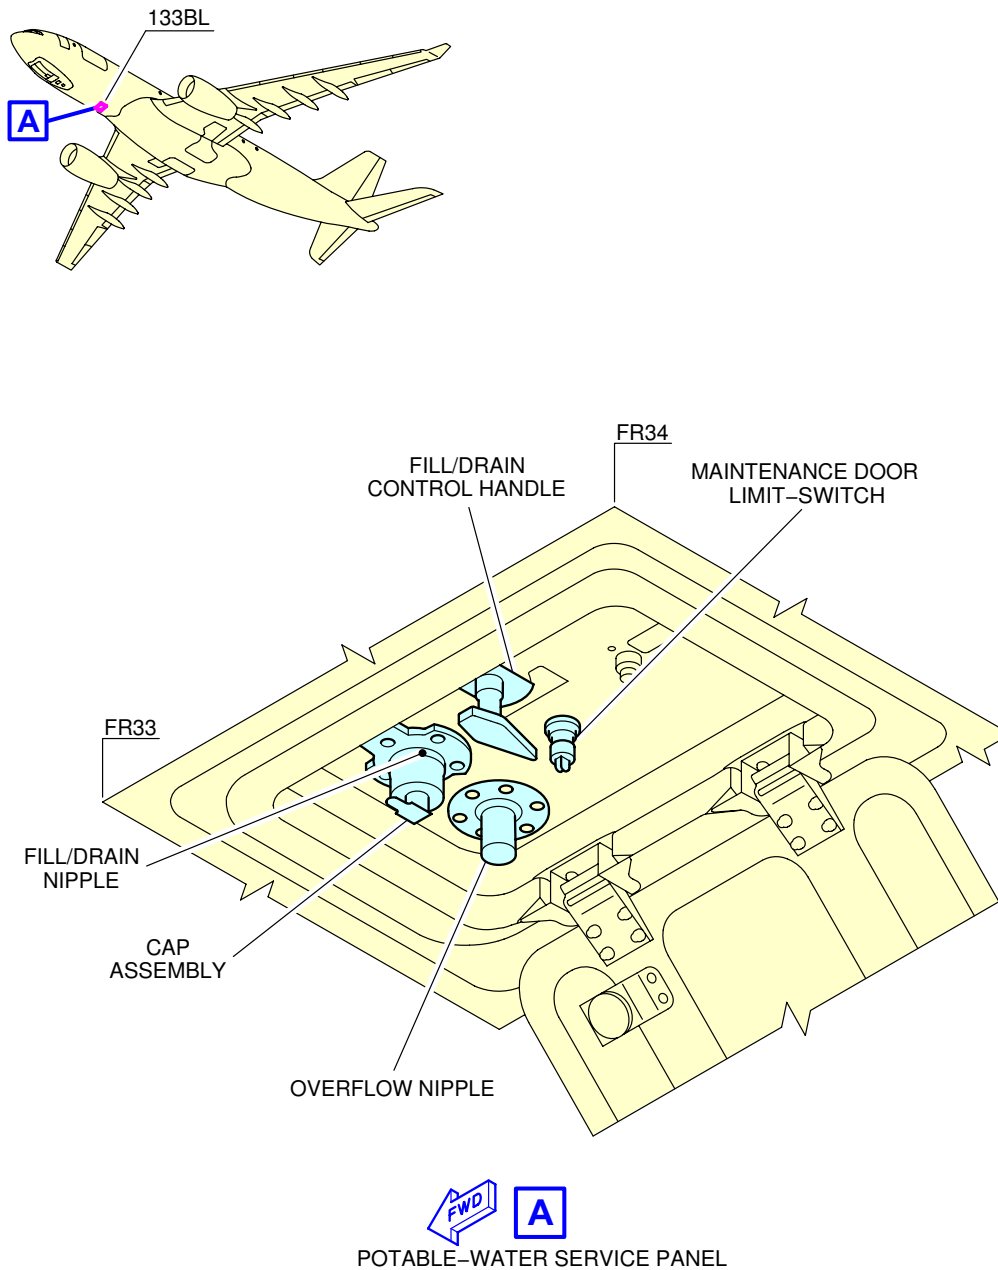 133BL
A
FR34
FILL/DRAIN
CONTROL HANDLE
MAINTENANCE DOOR
LIMIT–SWITCH
FR33
FILL/DRAIN
NIPPLE
CAP
ASSEMBLY
OVERFLOW NIPPLE
FWD
A
POTABLE–WATER SERVICE PANEL